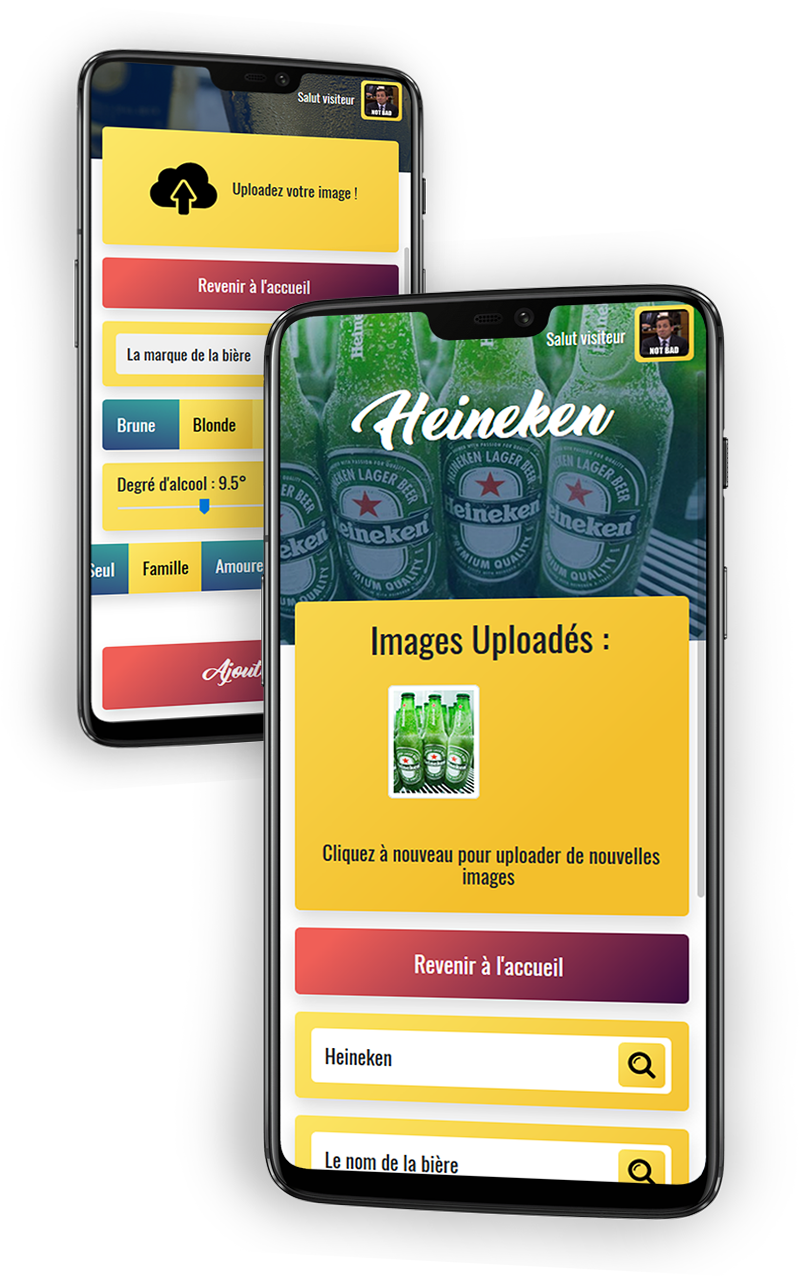 Salut visiteur
NOT BAD
Uploadez votre image !
Revenir à l'accueil
La marque de la bière
Brune
Blonde
Degré d'alcool : 9.5°
Seul
Famille
Amoure
Ajout
Salut visiteur
NOT BAD
Heineken
HEINEKEN LAGER BEER
Heineken
PREMIUM QUALITY
Images Uploadés :
Cliquez à nouveau pour uploader de nouvelles
images
Revenir à l'accueil
Heineken
Le nom de la bière